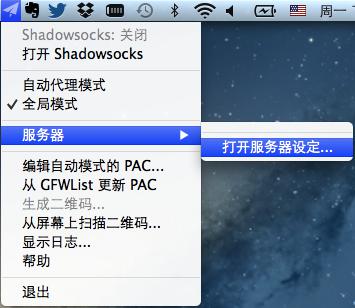 周一
Shadowsocks: 关闭
打开 Shadowsocks
自动代理模式
✓ 全局模式
服务器
打开服务器设定...
编辑自动模式的 PAC...
从 GFWList 更新 PAC
生成二维码...
从屏幕上扫描二维码...
显示日志...
帮助
退出